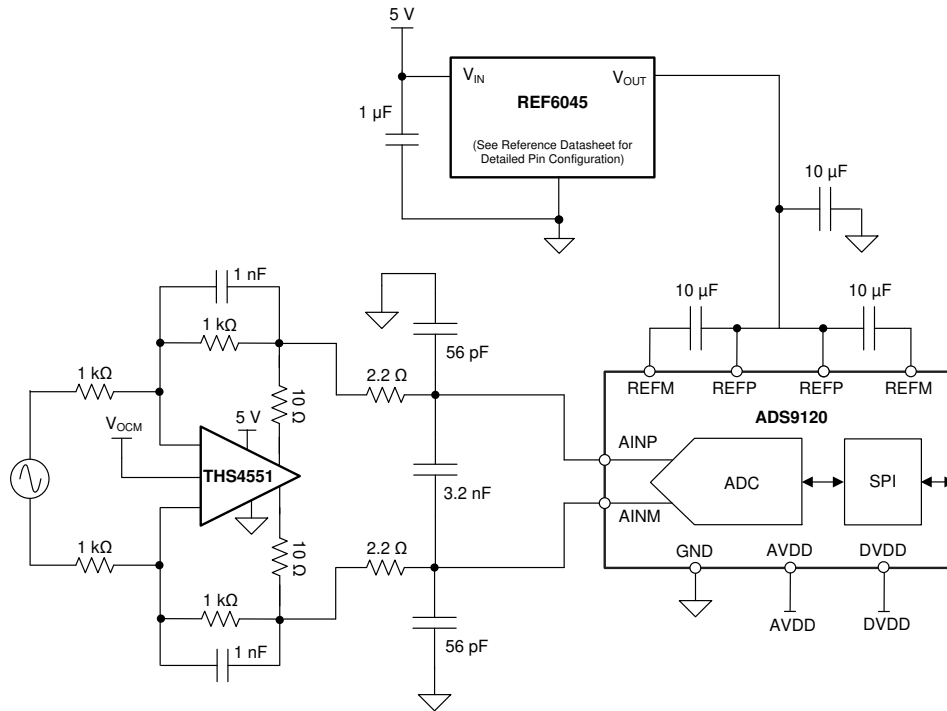 5 V
V_IN
V_OUT
REF6045
1 µF
(See Reference Datasheet for
Detailed Pin Configuration)
10 µF
1 nF
10 µF
10 µF
1 kΩ
56 pF
1 kΩ
2.2 Ω
REFM
REFP
REFP
REFM
10 Ω
ADS9120
V_OCM
5 V
AINP
THS4551
3.2 nF
ADC
SPI
AINM
1 kΩ
10 Ω
2.2 Ω
GND
AVDD
DVDD
1 kΩ
56 pF
AVDD
DVDD
1 nF